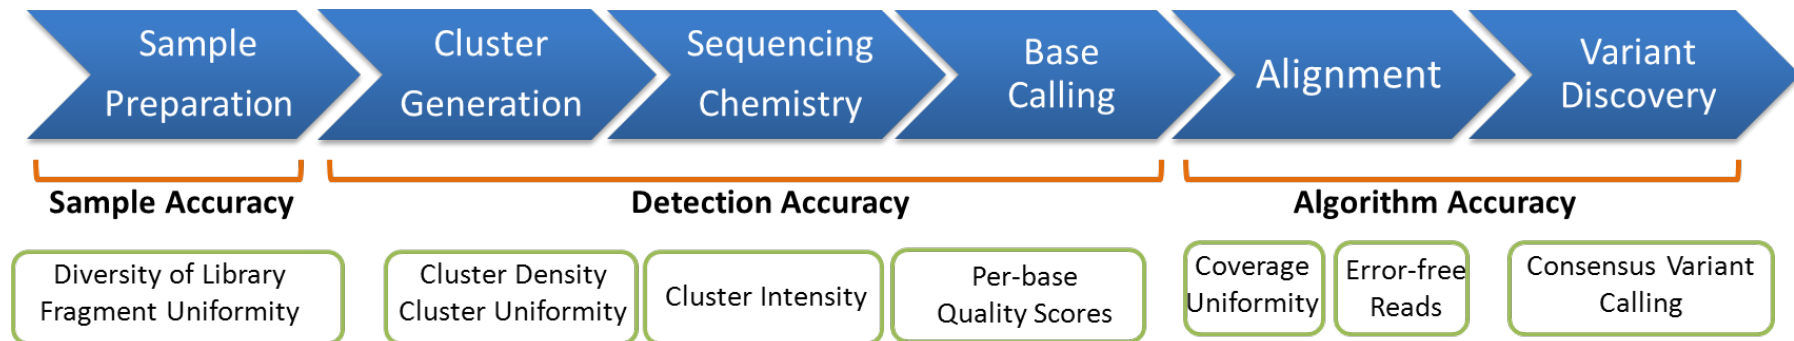 Sample
Preparation
Cluster
Generation
Sequencing
Chemistry
Base
Calling
Alignment
Variant
Discovery
Sample Accuracy
Detection Accuracy
Algorithm Accuracy
Diversity of Library
Fragment Uniformity
Cluster Density
Cluster Uniformity
Cluster Intensity
Per-base
Quality Scores
Coverage
Uniformity
Error-free
Reads
Consensus Variant
Calling